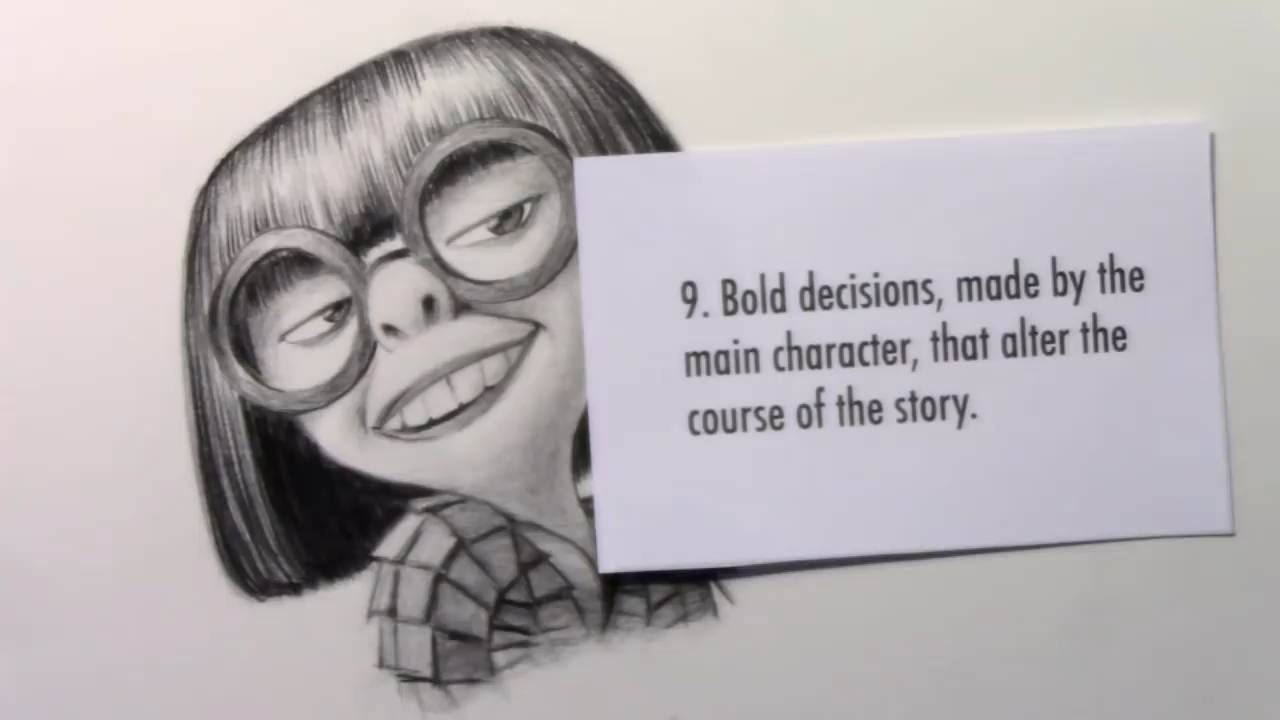 9. Bold decisions, made by the
main character, that alter the
course of the story.